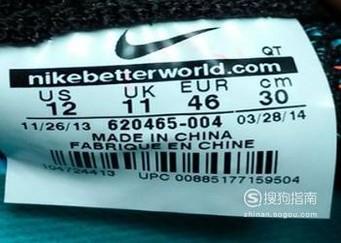 QT
nikebetterworld.com
US UK EUR cm
12 11 46 30
11/26/13 620465-004 03/28/14
MADE IN CHINA
FABRIQUE EN CHINE
104724413
UPC 00885177159504
搜狗指南
zhinan.sogou.com